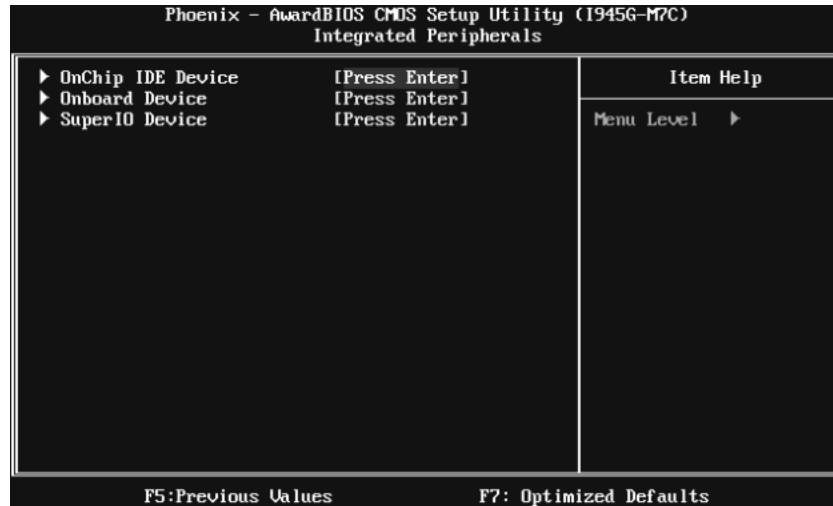 Phoenix - AwardBIOS CMOS Setup Utility (I945G-M7C)
Integrated Peripherals
▶ OnChip IDE Device [Press Enter]
▶ Onboard Device [Press Enter]
▶ SuperIO Device [Press Enter]
Item Help
Menu Level ▶
F5:Previous Values F7: Optimized Defaults